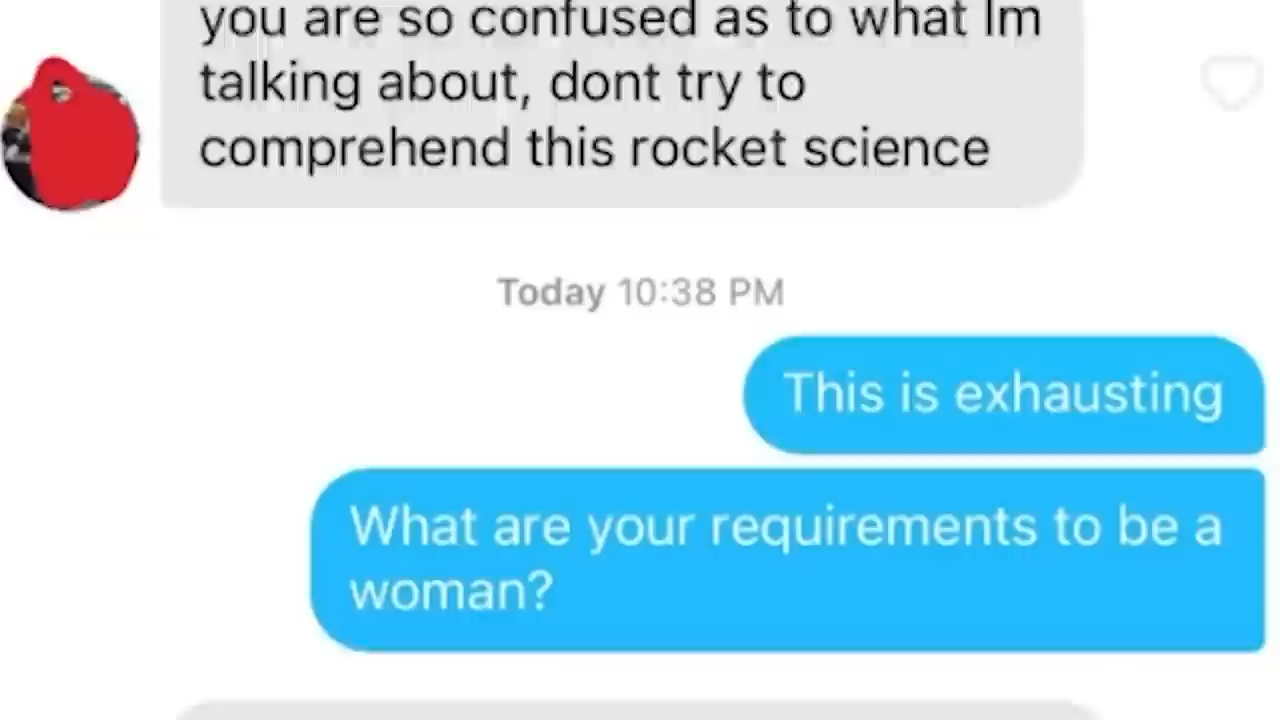 you are so confused as to what Im
talking about, dont try to
comprehend this rocket science
Today 10:38 PM
This is exhausting
What are your requirements to be a
woman?